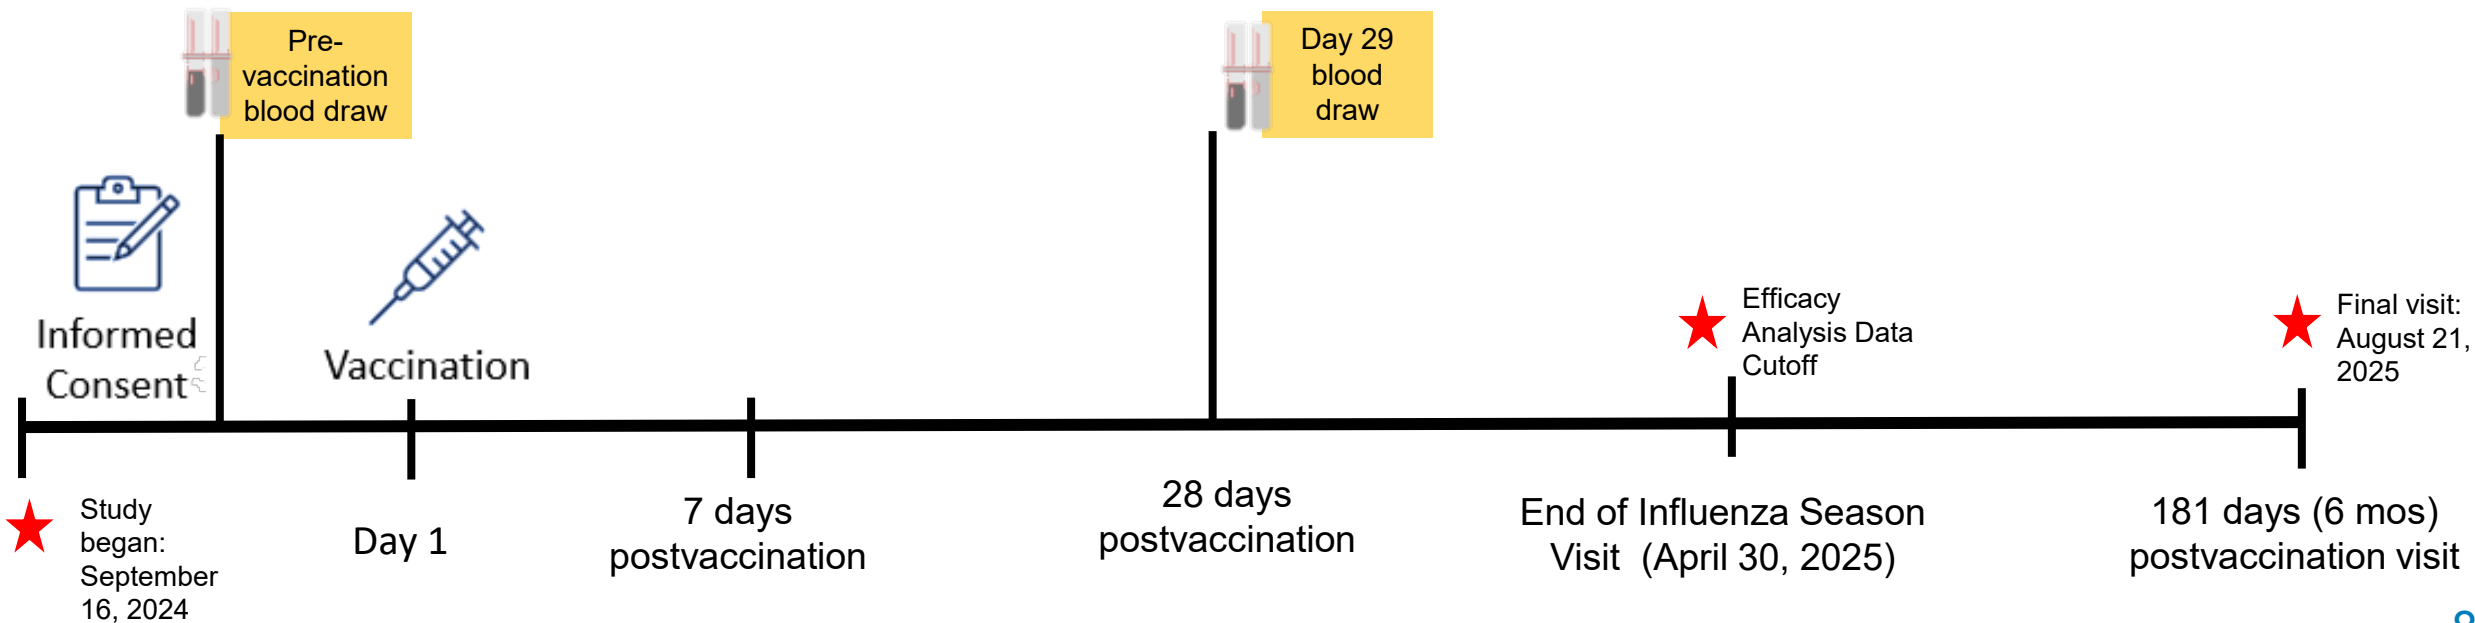 Pre-
vaccination
blood draw
Day 29
blood
draw
Informed
Consent
Vaccination
Efficacy
Analysis Data
Cutoff
Final visit:
August 21,
2025
Study
began:
September
16, 2024
Day 1
7 days
postvaccination
28 days
postvaccination
End of Influenza Season
Visit (April 30, 2025)
181 days (6 mos)
postvaccination visit